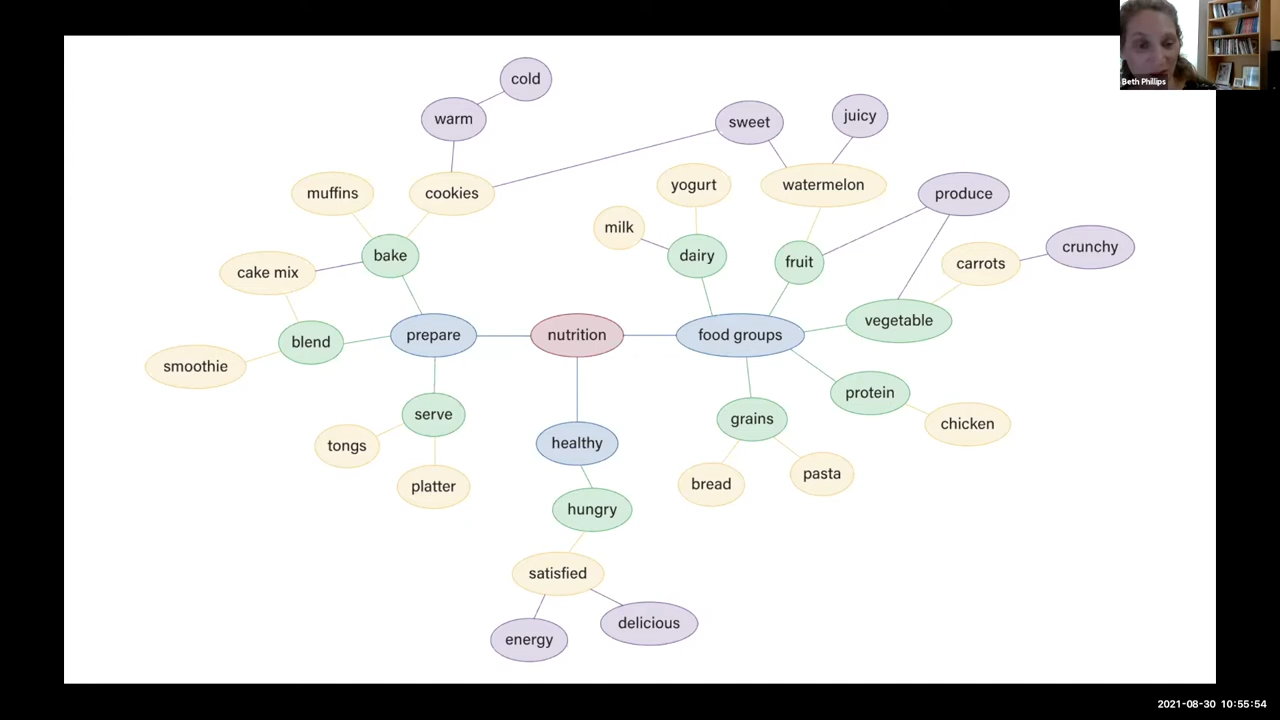 cold
Beth Phillips
warm
sweet
juicy
muffins
cookies
yogurt
watermelon
produce
milk
crunchy
bake
dairy
fruit
carrots
cake mix
blend
prepare
nutrition
food groups
vegetable
smoothie
protein
serve
grains
chicken
tongs
healthy
platter
bread
pasta
hungry
satisfied
energy
delicious
2021-08-30 10:55:54